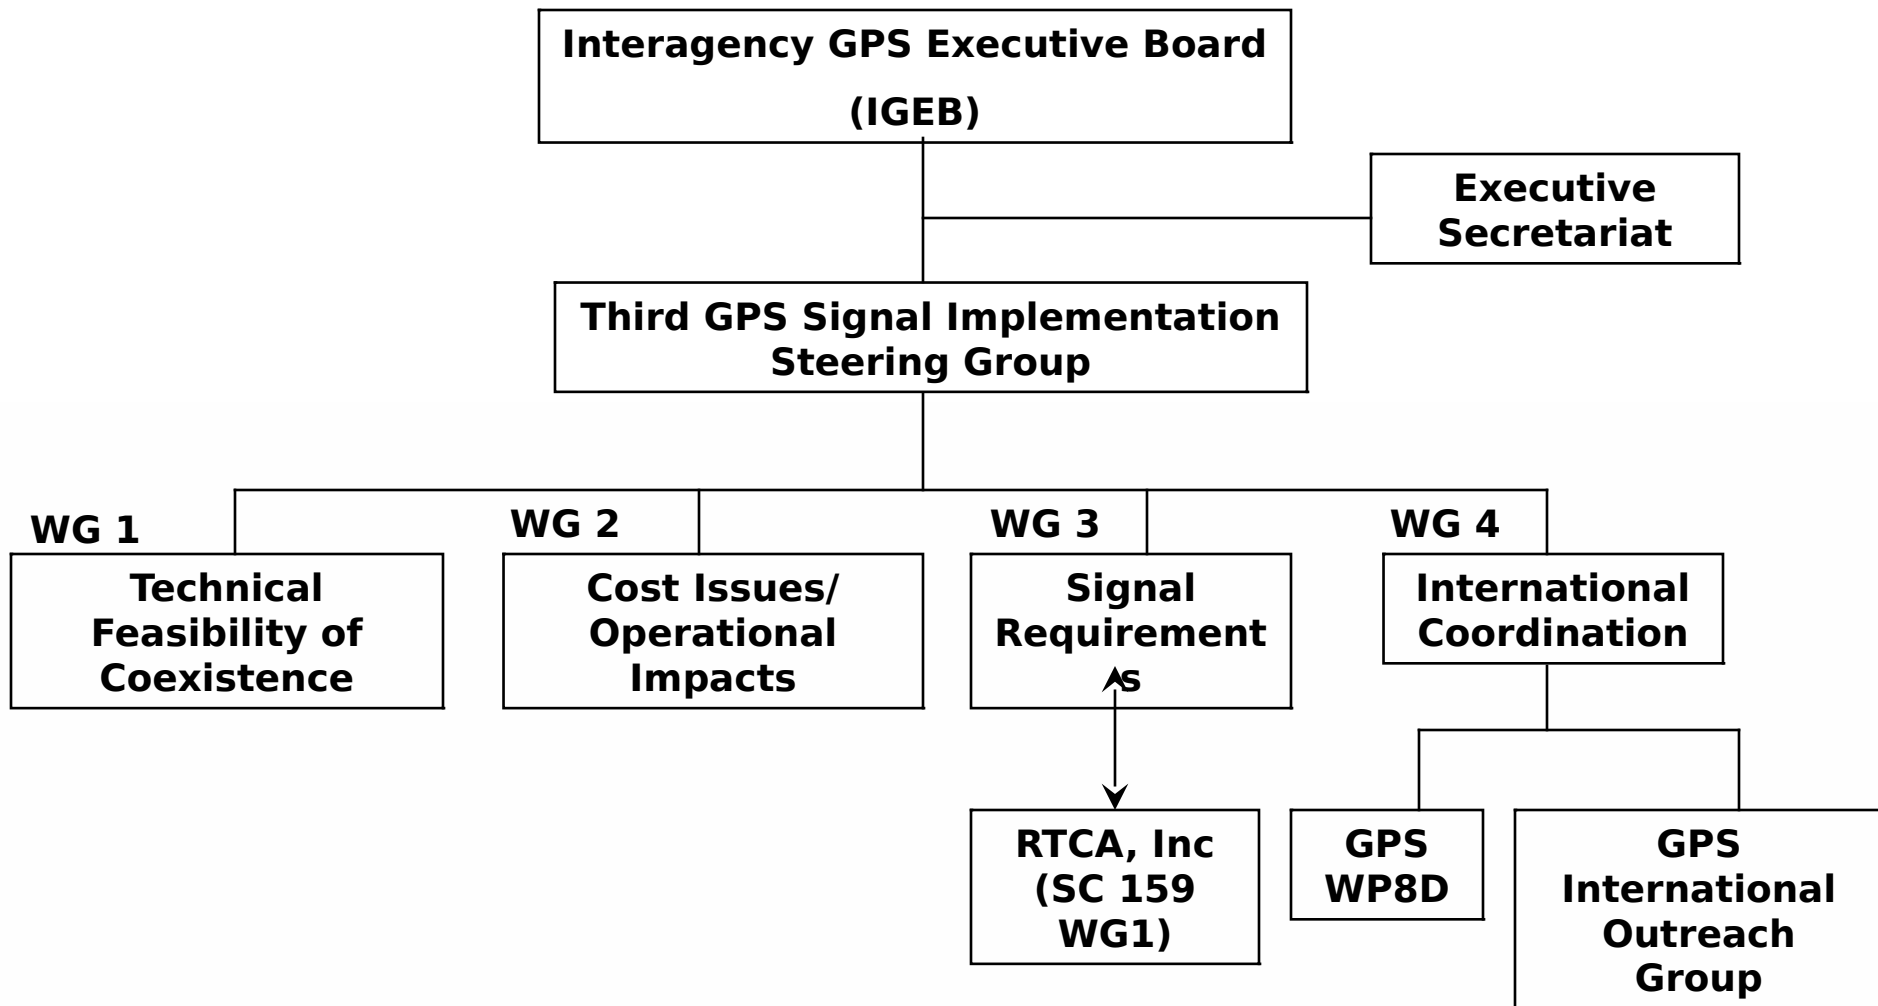 Interagency GPS Executive Board
(IGEB)
Executive
Secretariat
Third GPS Signal Implementation
Steering Group
WG 1
WG 2
WG 3
WG 4
Technical
Feasibility of
Coexistence
Cost Issues/
Operational
Impacts
Signal
Requirement
s
International
Coordination
RTCA, Inc
(SC 159
WG1)
GPS
WP8D
GPS
International
Outreach
Group